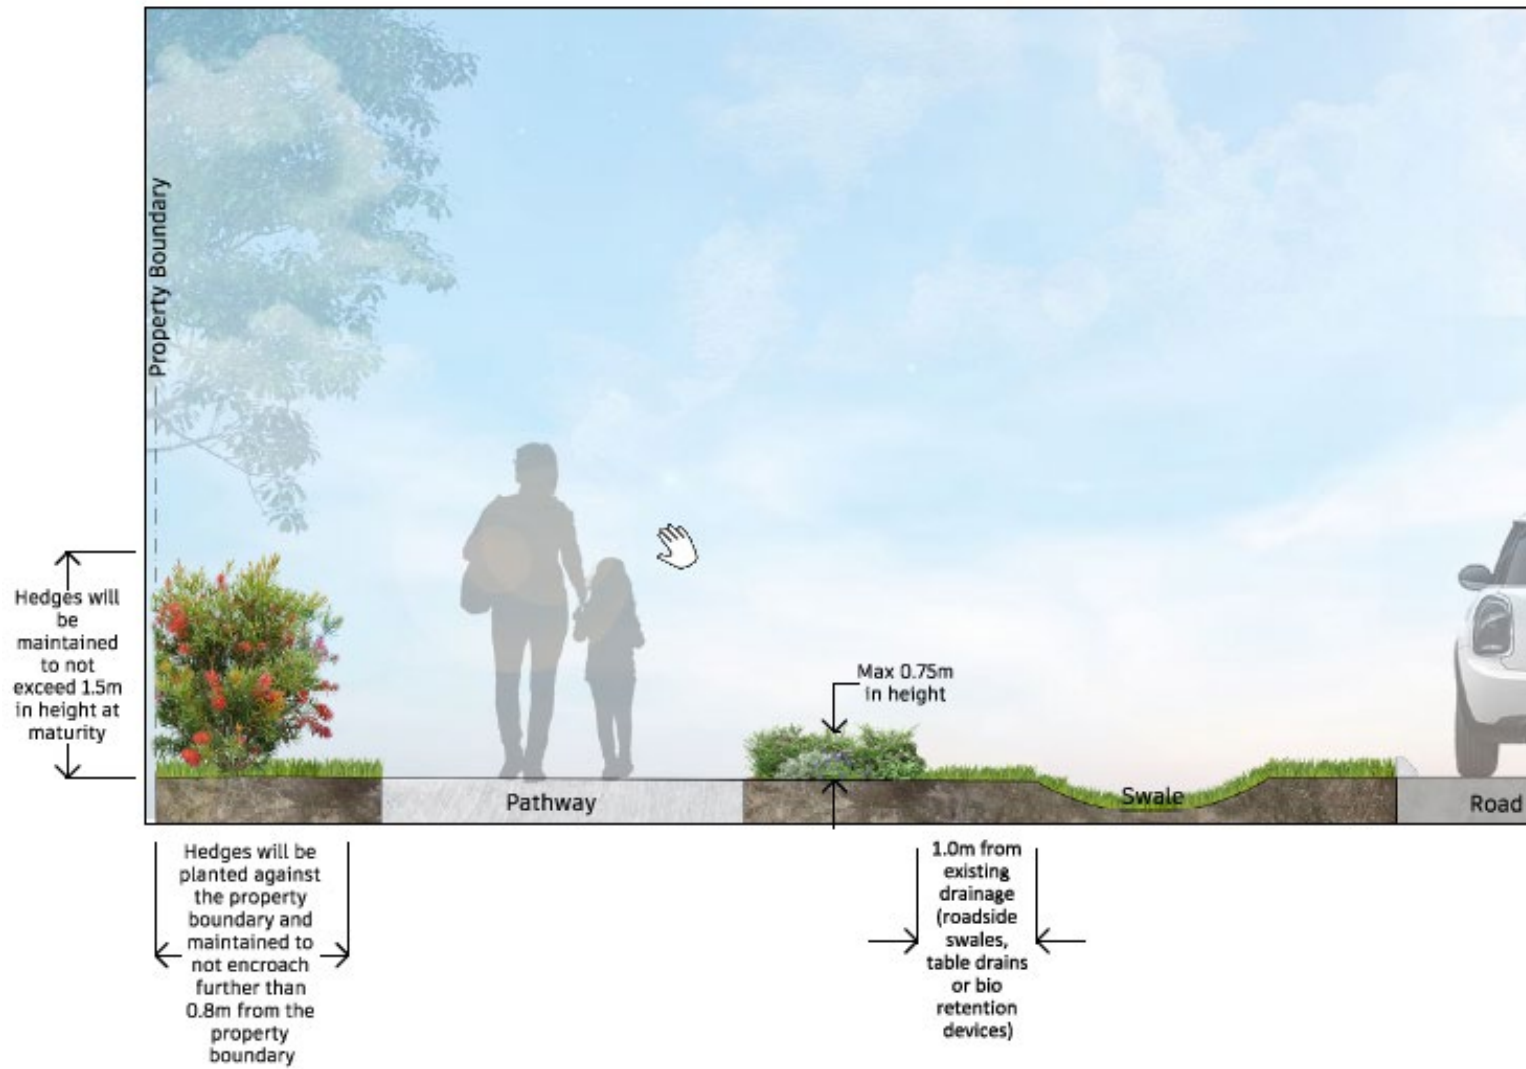 Property Boundary
Hedges will
be
maintained
to not
exceed 1.5m
in height at
maturity
Max 0.75m
in height
Pathway
Swale
Road
Hedges will be
planted against
the property
boundary and
maintained to
not encroach
further than
0.8m from the
property
boundary
1.0m from
existing
drainage
(roadside
swales,
table drains
or bio
retention
devices)